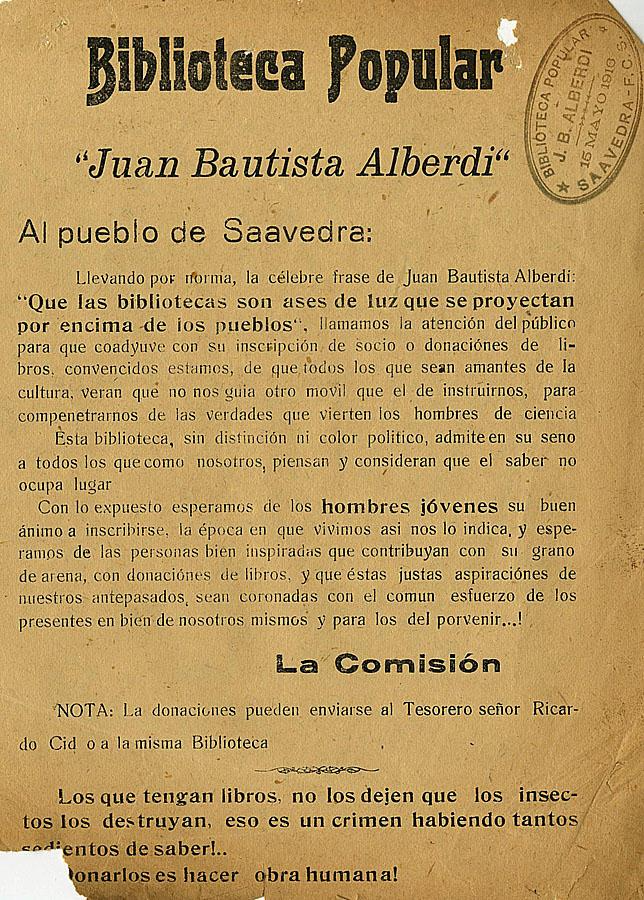 Biblioteca Popular
"Juan Bautista Alberdi"
BIBLIOTECA POPULAR
J. B. ALBERDI
15 MAYO 1916
SAAVEDRA-F.C.S.
Al pueblo de Saavedra:
Llevando por norma, la célebre frase de Juan Bautista Alberdi:
"Que las bibliotecas son ases de luz que se proyectan
por encima de los pueblos", llamamos la atención del público
para que coadyuve con su inscripción de socio o donaciónes de li-
bros, convencidos estamos, de que todos los que sean amantes de la
cultura, veran que no nos guia otro movil que el de instruirnos, para
compenetrarnos de las verdades que vierten los hombres de ciencia
Esta biblioteca, sin distinción ni color politico, admite en su seno
a todos los que como nosotros, piensan y consideran que el saber no
ocupa lugar
Con lo expuesto esperamos de los hombres jóvenes su buen
ánimo a inscribirse, la época en que vivimos asi nos lo indica, y espe-
ramos de las personas bien inspiradas que contribuyan con su grano
de arena, con donaciónes de libros, y que éstas justas aspiraciónes de
nuestros antepasados, sean coronadas con el comun esfuerzo de los
presentes en bien de nosotros mismos y para los del porvenir...!
La Comisión
NOTA: La donaciones pueden enviarse al Tesorero señor Ricar-
do Cid o a la misma Biblioteca
Los que tengan libros, no los dejen que los insec-
tos los destruyan, eso es un crimen habiendo tantos
sedientos de saber!..
Donarlos es hacer obra humana!